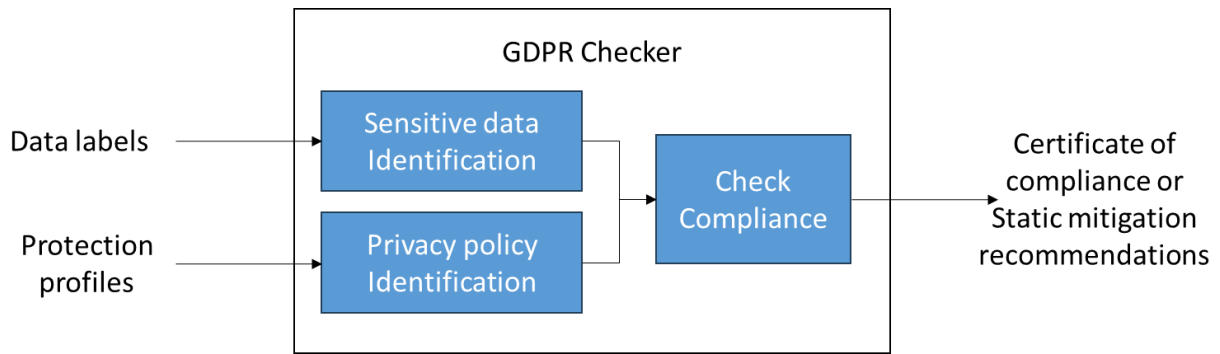 GDPR Checker
Data labels
Sensitive data
Identification
Protection
profiles
Privacy policy
Identification
Check
Compliance
Certificate of
compliance or
Static mitigation
recommendations